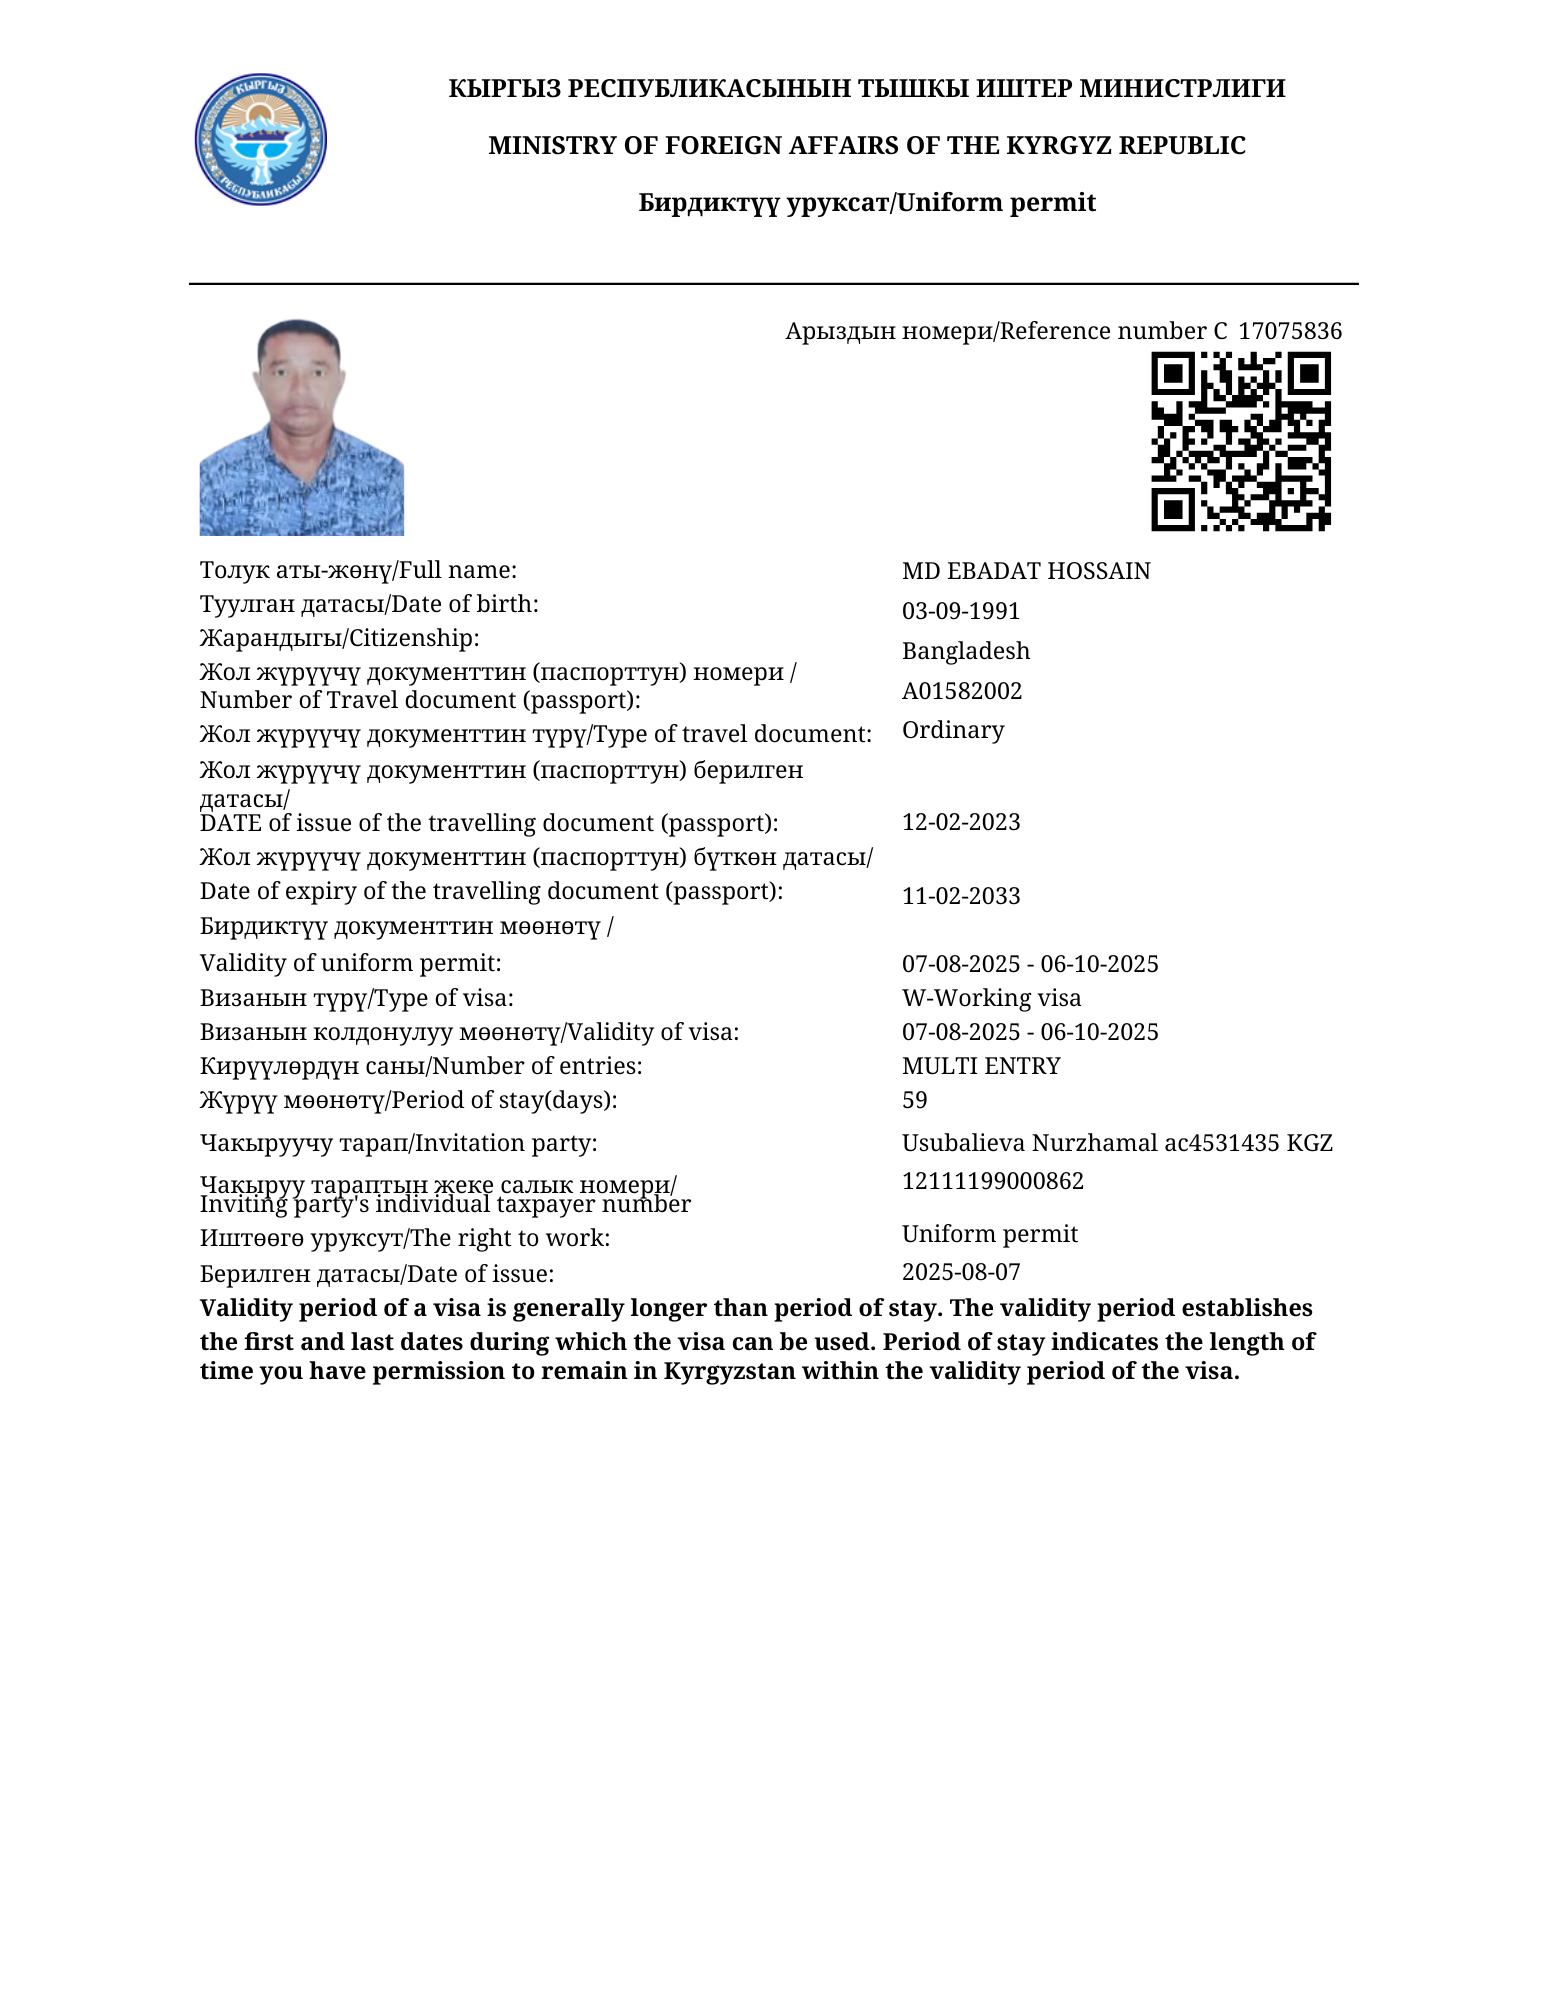 КЫРГЫЗ
РЕСПУБЛИКАСЫ
КЫРГЫЗ РЕСПУБЛИКАСЫНЫН ТЫШКЫ ИШТЕР МИНИСТРЛИГИ
MINISTRY OF FOREIGN AFFAIRS OF THE KYRGYZ REPUBLIC
Бирдиктүү уруксат/Uniform permit
Арыздын номери/Reference number C 17075836
Толук аты-жөнү/Full name: MD EBADAT HOSSAIN
Туулган датасы/Date of birth: 03-09-1991
Жарандыгы/Citizenship: Bangladesh
Жол жүрүүчү документтин (паспорттун) номери /
Number of Travel document (passport): A01582002
Жол жүрүүчү документтин түрү/Type of travel document: Ordinary
Жол жүрүүчү документтин (паспорттун) берилген
датасы/
DATE of issue of the travelling document (passport): 12-02-2023
Жол жүрүүчү документтин (паспорттун) бүткөн датасы/
Date of expiry of the travelling document (passport): 11-02-2033
Бирдиктүү документтин мөөнөтү /
Validity of uniform permit: 07-08-2025 - 06-10-2025
Визанын түрү/Type of visa: W-Working visa
Визанын колдонулуу мөөнөтү/Validity of visa: 07-08-2025 - 06-10-2025
Кирүүлөрдүн саны/Number of entries: MULTI ENTRY
Жүрүү мөөнөтү/Period of stay(days): 59
Чакыруучу тарап/Invitation party: Usubalieva Nurzhamal ac4531435 KGZ
Чакыруу тараптын жеке салык номери/ 12111199000862
Inviting party's individual taxpayer number
Иштөөгө уруксут/The right to work: Uniform permit
Берилген датасы/Date of issue: 2025-08-07
Validity period of a visa is generally longer than period of stay. The validity period establishes
the first and last dates during which the visa can be used. Period of stay indicates the length of
time you have permission to remain in Kyrgyzstan within the validity period of the visa.